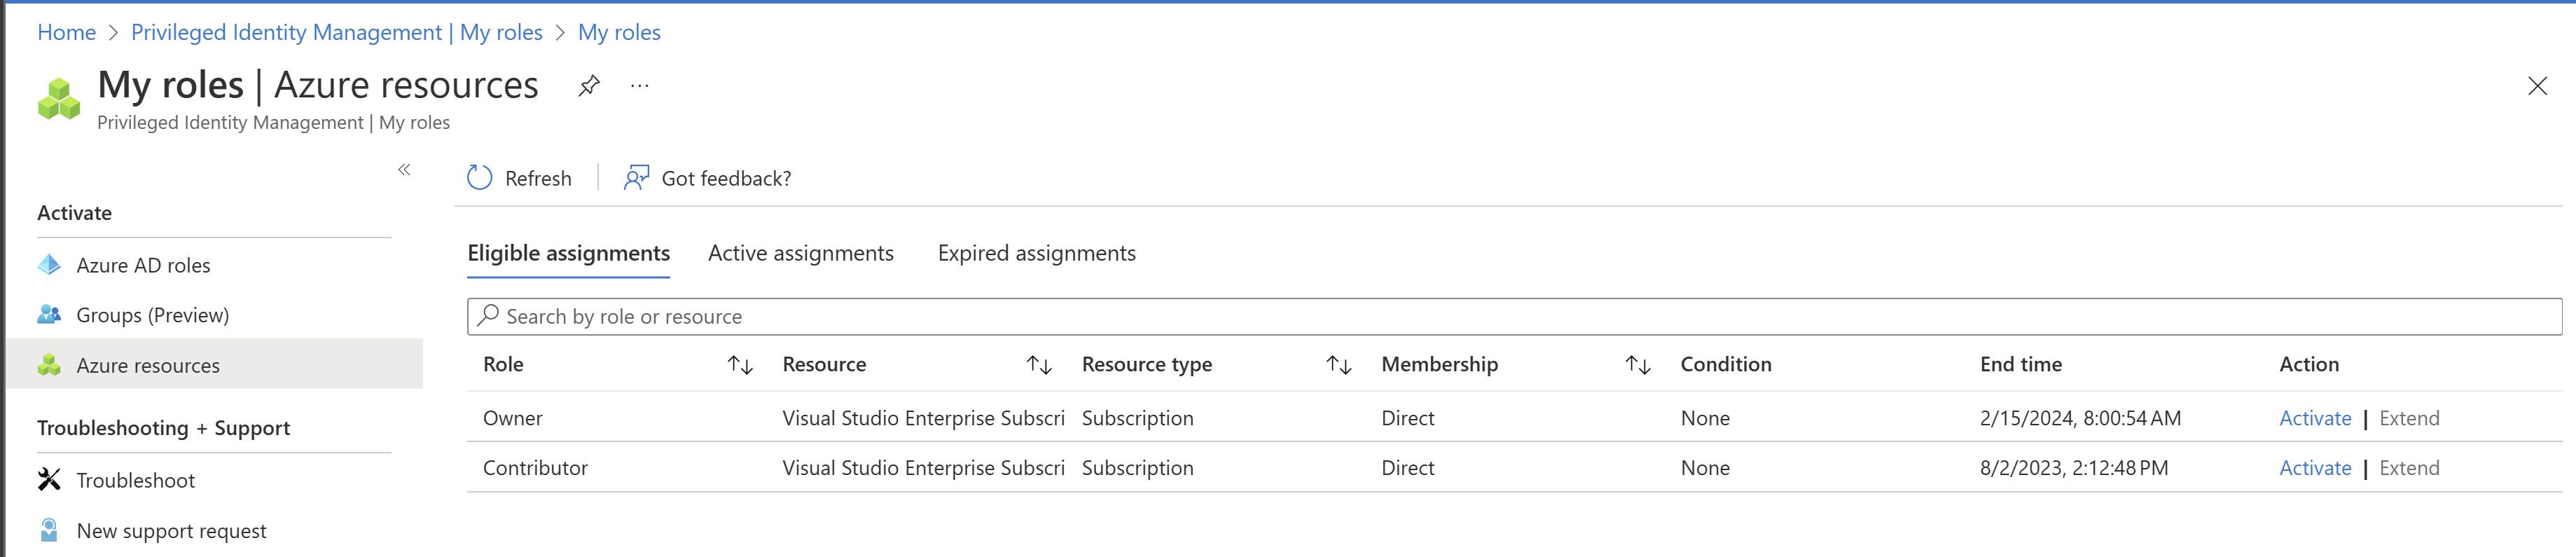 Home > Privileged Identity Management | My roles > My roles
My roles | Azure resources ...
Privileged Identity Management | My roles
«
Refresh | Got feedback?
Activate
Azure AD roles
Groups (Preview)
Azure resources
Troubleshooting + Support
Troubleshoot
New support request
Eligible assignments Active assignments Expired assignments
Search by role or resource
Role Resource Resource type Membership Condition End time Action
Owner Visual Studio Enterprise Subscri Subscription Direct None 2/15/2024, 8:00:54 AM Activate | Extend
Contributor Visual Studio Enterprise Subscri Subscription Direct None 8/2/2023, 2:12:48 PM Activate | Extend